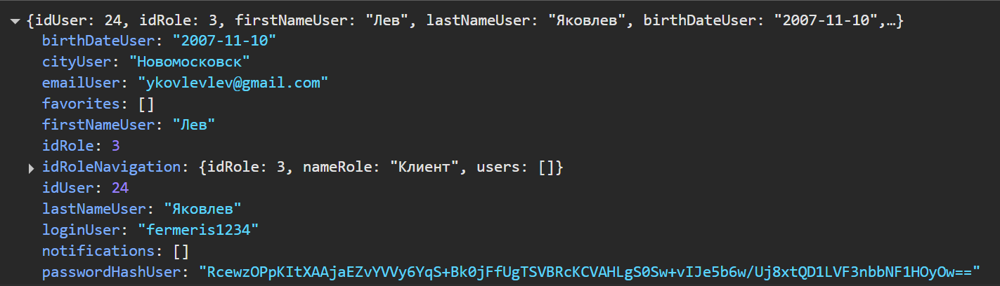 {idUser: 24, idRole: 3, firstNameUser: "Лев", lastNameUser: "Яковлев", birthDateUser: "2007-11-10",…}
birthDateUser: "2007-11-10"
cityUser: "Новомосковск"
emailUser: "ykovlevlev@gmail.com"
favorites: []
firstNameUser: "Лев"
idRole: 3
idRoleNavigation: {idRole: 3, nameRole: "Клиент", users: []}
idUser: 24
lastNameUser: "Яковлев"
loginUser: "fermeris1234"
notifications: []
passwordHashUser: "RcewzOPpKItXAAjaEZvYVVy6YqS+Bk0jFfUgTSVBRcKCVAHLgS0Sw+vIJe5b6w/Uj8xtQD1LVF3nbbNF1HOyOw=="